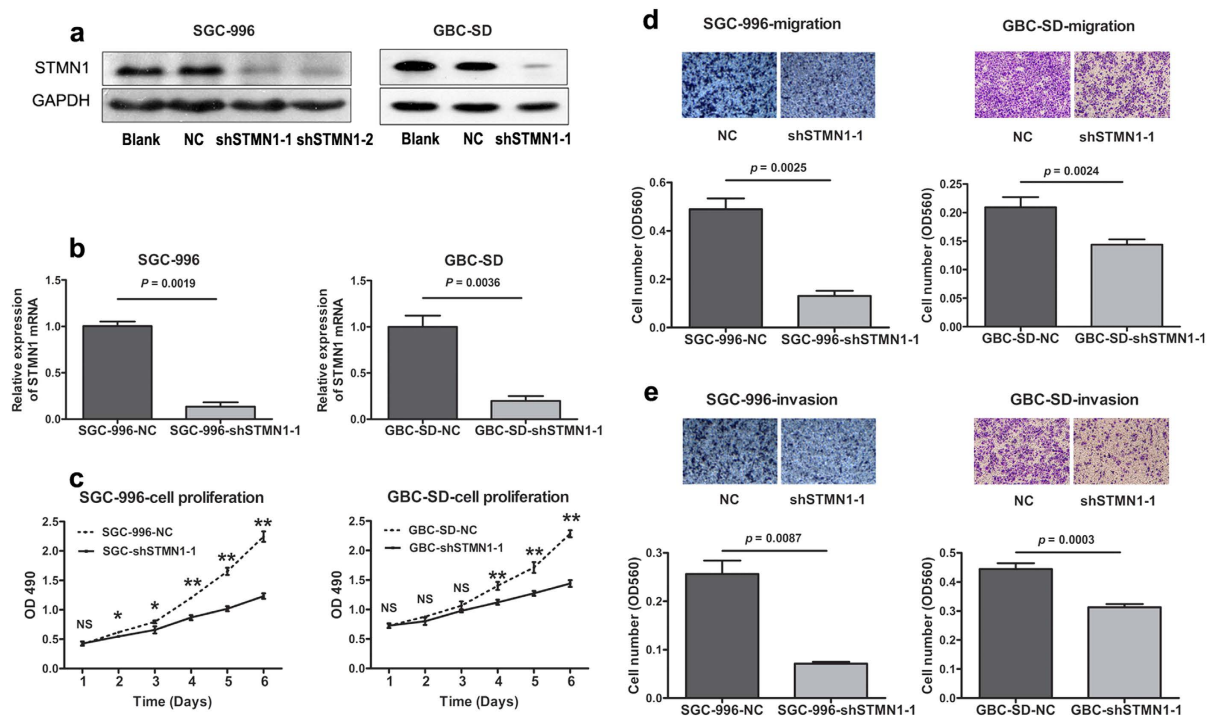 a
SGC-996
GBC-SD
STMN1
GAPDH
Blank NC shSTMN1-1 shSTMN1-2
Blank NC shSTMN1-1
b
SGC-996
Relative expression
of STMN1 mRNA
1.5
1.0
0.5
0.0
P = 0.0019
SGC-996-NC SGC-996-shSTMN1-1
GBC-SD
Relative expression
of STMN1 mRNA
1.5
1.0
0.5
0.0
P = 0.0036
GBC-SD-NC GBC-SD-shSTMN1-1
c
SGC-996-cell proliferation
OD 490
2.5
2.0
1.5
1.0
0.5
0.0
SGC-996-NC
SGC-shSTMN1-1
NS * * ** ** **
1 2 3 4 5 6
Time (Days)
GBC-SD-cell proliferation
OD 490
2.5
2.0
1.5
1.0
0.5
0.0
GBC-SD-NC
GBC-shSTMN1-1
NS NS NS ** ** **
1 2 3 4 5 6
Time (Days)
d
SGC-996-migration
NC shSTMN1-1
Cell number (OD560)
0.6
0.4
0.2
0.0
p = 0.0025
SGC-996-NC SGC-996-shSTMN1-1
GBC-SD-migration
NC shSTMN1-1
Cell number (OD560)
0.25
0.20
0.15
0.10
0.05
0.00
p = 0.0024
GBC-SD-NC GBC-SD-shSTMN1-1
e
SGC-996-invasion
NC shSTMN1-1
Cell number (OD560)
0.3
0.2
0.1
0.0
p = 0.0087
SGC-996-NC SGC-996-shSTMN1-1
GBC-SD-invasion
NC shSTMN1-1
Cell number (OD560)
0.5
0.4
0.3
0.2
0.1
0.0
p = 0.0003
GBC-SD-NC GBC-shSTMN1-1